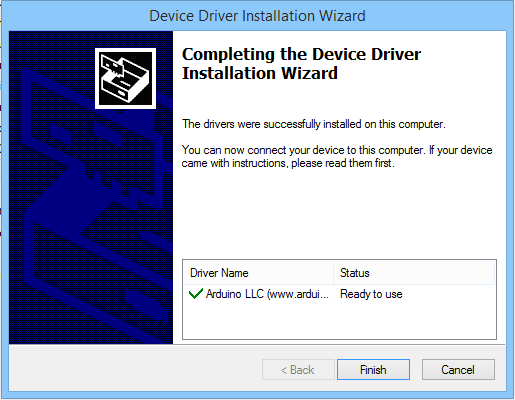 Device Driver Installation Wizard
Completing the Device Driver
Installation Wizard
The drivers were successfully installed on this computer.
You can now connect your device to this computer. If your device
came with instructions, please read them first.
Driver Name Status
Arduino LLC (www.ardui... Ready to use
< Back Finish Cancel